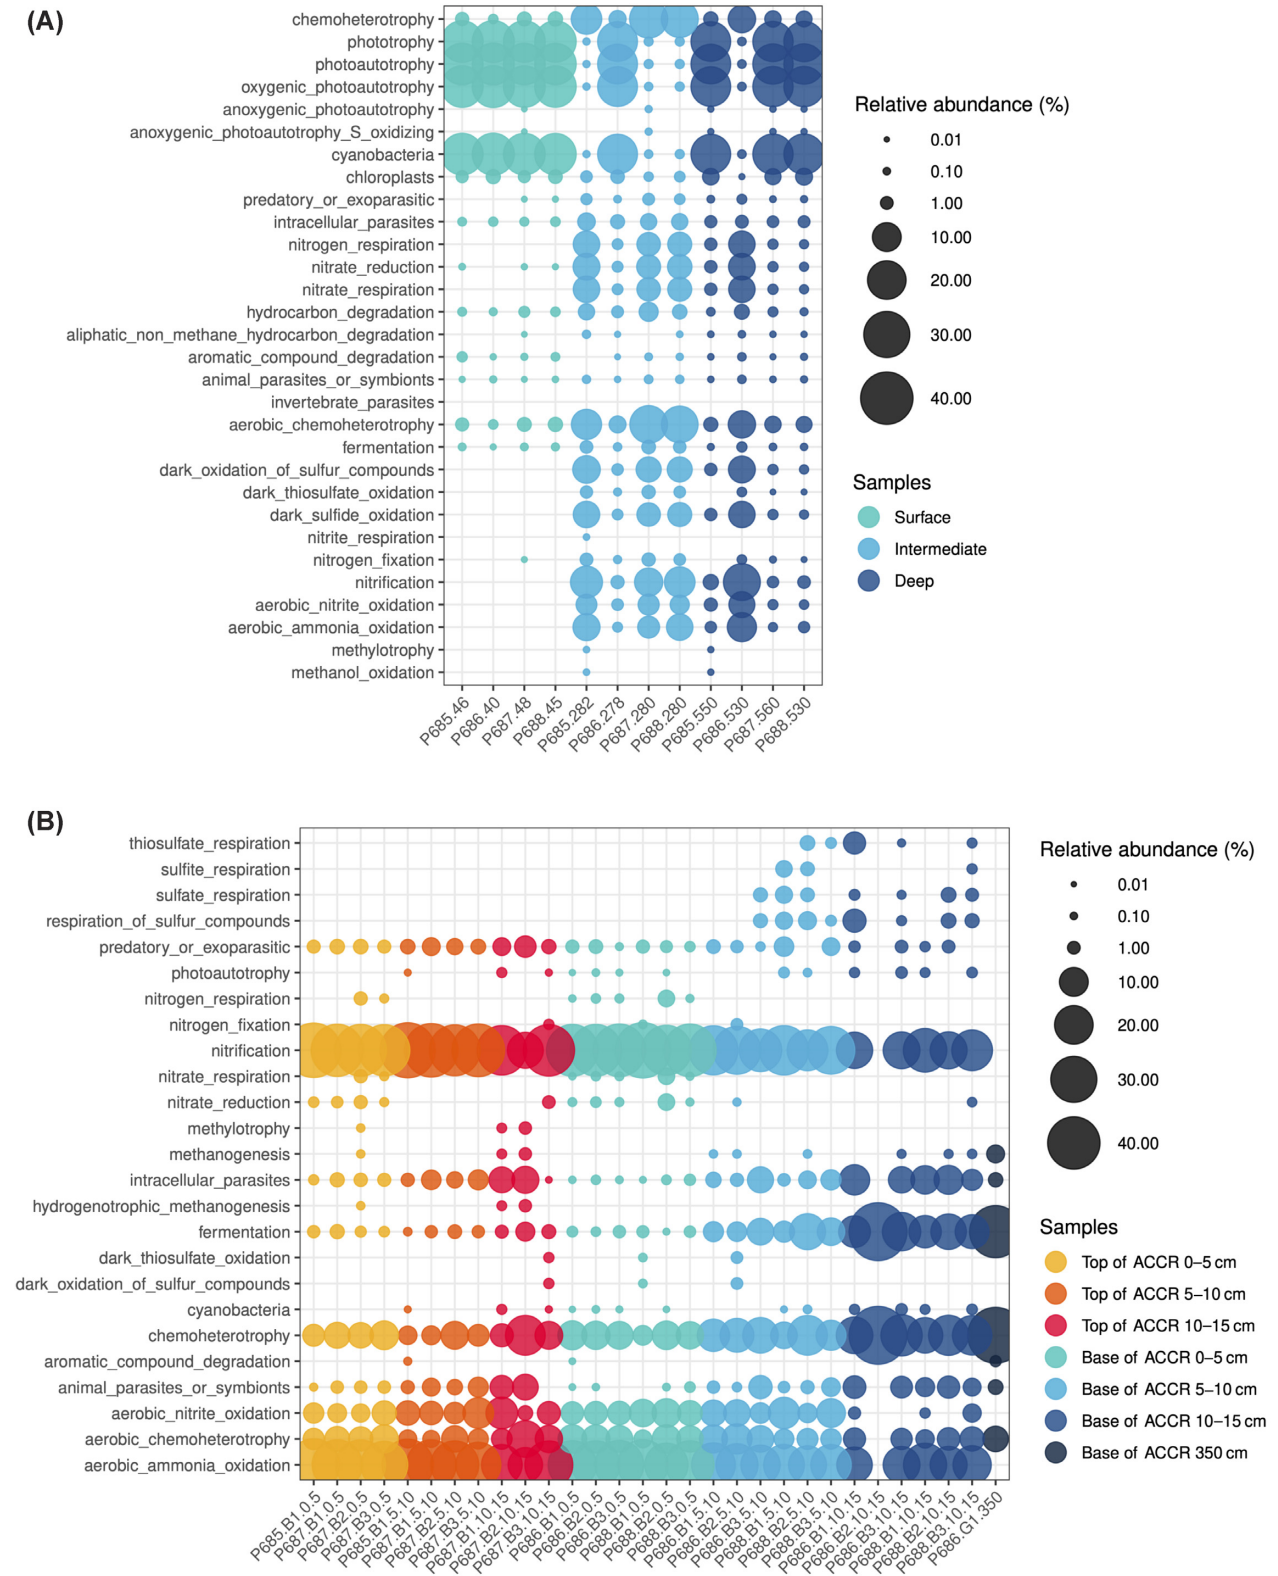 (A)
chemoheterotrophy
phototrophy
photoautotrophy
oxygenic_photoautotrophy
anoxygenic_photoautotrophy
anoxygenic_photoautotrophy_S_oxidizing
cyanobacteria
chloroplasts
predatory_or_exoparasitic
intracellular_parasites
nitrogen_respiration
nitrate_reduction
nitrate_respiration
hydrocarbon_degradation
aliphatic_non_methane_hydrocarbon_degradation
aromatic_compound_degradation
animal_parasites_or_symbionts
invertebrate_parasites
aerobic_chemoheterotrophy
fermentation
dark_oxidation_of_sulfur_compounds
dark_thiosulfate_oxidation
dark_sulfide_oxidation
nitrite_respiration
nitrogen_fixation
nitrification
aerobic_nitrite_oxidation
aerobic_ammonia_oxidation
methylotrophy
methanol_oxidation
P685.46
P686.40
P687.48
P688.45
P685.282
P686.278
P687.280
P688.280
P685.550
P686.530
P687.560
P688.530
Relative abundance (%)
0.01
0.10
1.00
10.00
20.00
30.00
40.00
Samples
Surface
Intermediate
Deep
(B)
thiosulfate_respiration
sulfite_respiration
sulfate_respiration
respiration_of_sulfur_compounds
predatory_or_exoparasitic
photoautotrophy
nitrogen_respiration
nitrogen_fixation
nitrification
nitrate_respiration
nitrate_reduction
methylotrophy
methanogenesis
intracellular_parasites
hydrogenotrophic_methanogenesis
fermentation
dark_thiosulfate_oxidation
dark_oxidation_of_sulfur_compounds
cyanobacteria
chemoheterotrophy
aromatic_compound_degradation
animal_parasites_or_symbionts
aerobic_nitrite_oxidation
aerobic_chemoheterotrophy
aerobic_ammonia_oxidation
P685.B1.0.5
P687.B1.0.5
P687.B2.0.5
P687.B3.0.5
P685.B1.5.10
P687.B1.5.10
P687.B2.5.10
P687.B3.5.10
P687.B1.10.15
P687.B2.10.15
P687.B3.10.15
P686.B1.0.5
P686.B2.0.5
P686.B3.0.5
P688.B1.0.5
P688.B2.0.5
P688.B3.0.5
P686.B1.5.10
P686.B2.5.10
P686.B3.5.10
P688.B1.5.10
P688.B2.5.10
P688.B3.5.10
P686.B1.10.15
P686.B2.10.15
P686.B3.10.15
P688.B1.10.15
P688.B2.10.15
P688.B3.10.15
P686.G1.350
Relative abundance (%)
0.01
0.10
1.00
10.00
20.00
30.00
40.00
Samples
Top of ACCR 0–5 cm
Top of ACCR 5–10 cm
Top of ACCR 10–15 cm
Base of ACCR 0–5 cm
Base of ACCR 5–10 cm
Base of ACCR 10–15 cm
Base of ACCR 350 cm